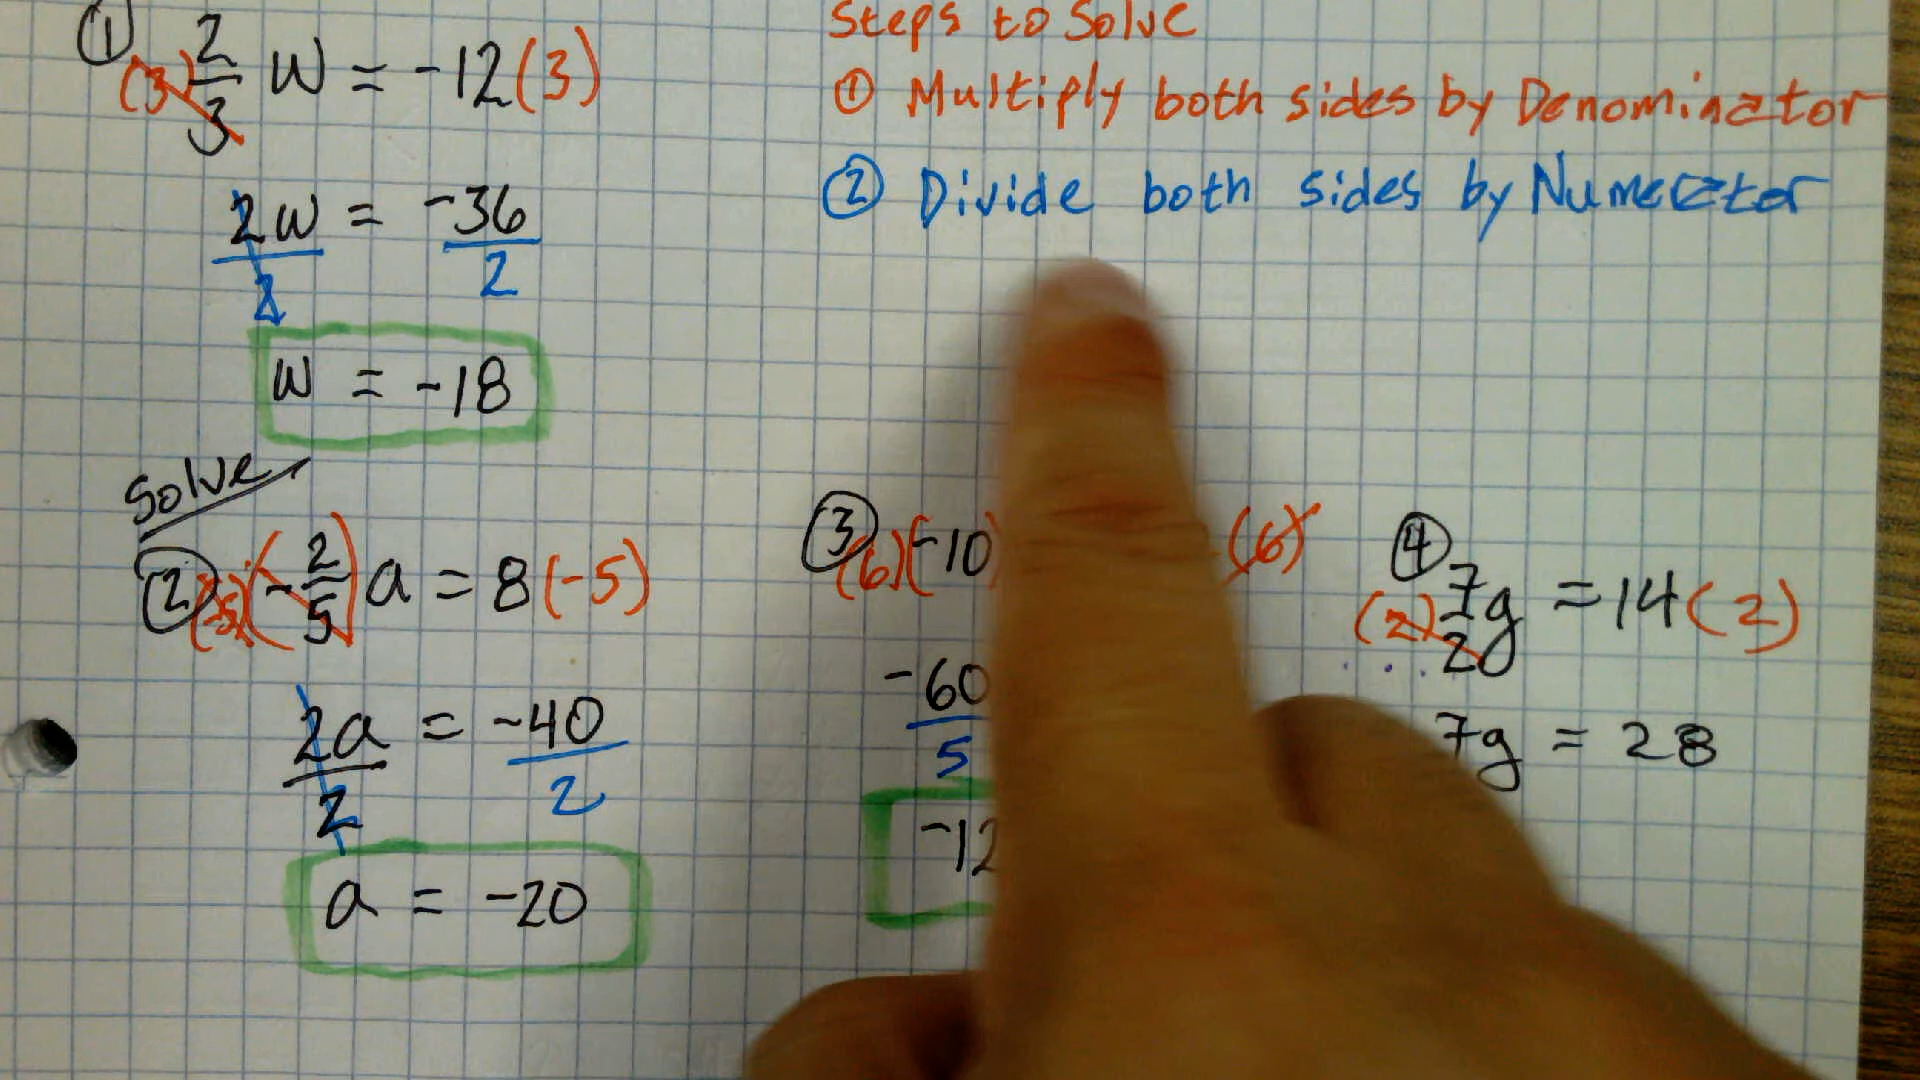 ① (3) 2/3 w = -12(3)
2w/2 = -36/2
w = -18
Steps to Solve
① Multiply both sides by Denominator
② Divide both sides by Numerator
Solve
② (-5)(-2/5) a = 8(-5)
2a/2 = -40/2
a = -20
③ (6)(-10) (6)
-60/5
-12
④ (2) 7g/2 = 14(2)
7g = 28